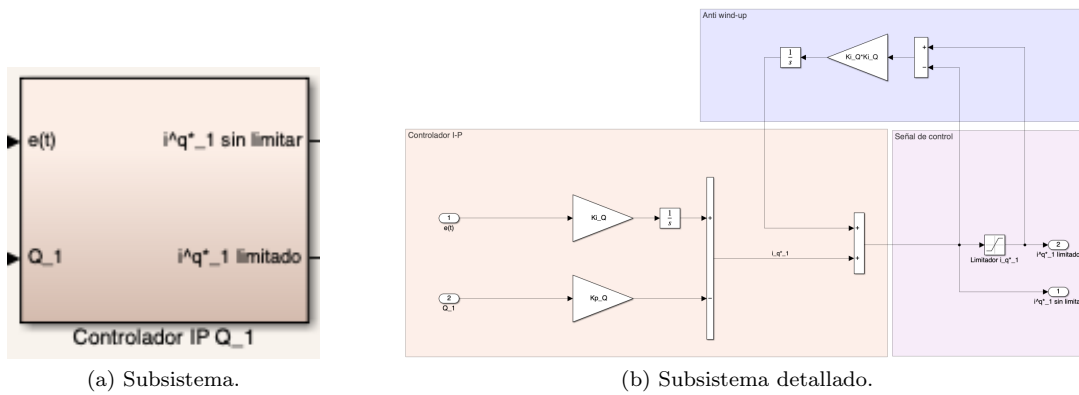 e(t)
i^q*_1 sin limitar
Q_1
i^q*_1 limitado
Controlador IP Q_1
(a) Subsistema.
Anti wind-up
1
s
Ki_Q*Ki_Q
+
−
Controlador I-P
1
e(t)
Ki_Q
1
s
+
2
Q_1
Kp_Q
−
i_q*_1
+
+
Señal de control
Limitador i_q*_1
2
i^q*_1 limitado
1
i^q*_1 sin limita
(b) Subsistema detallado.